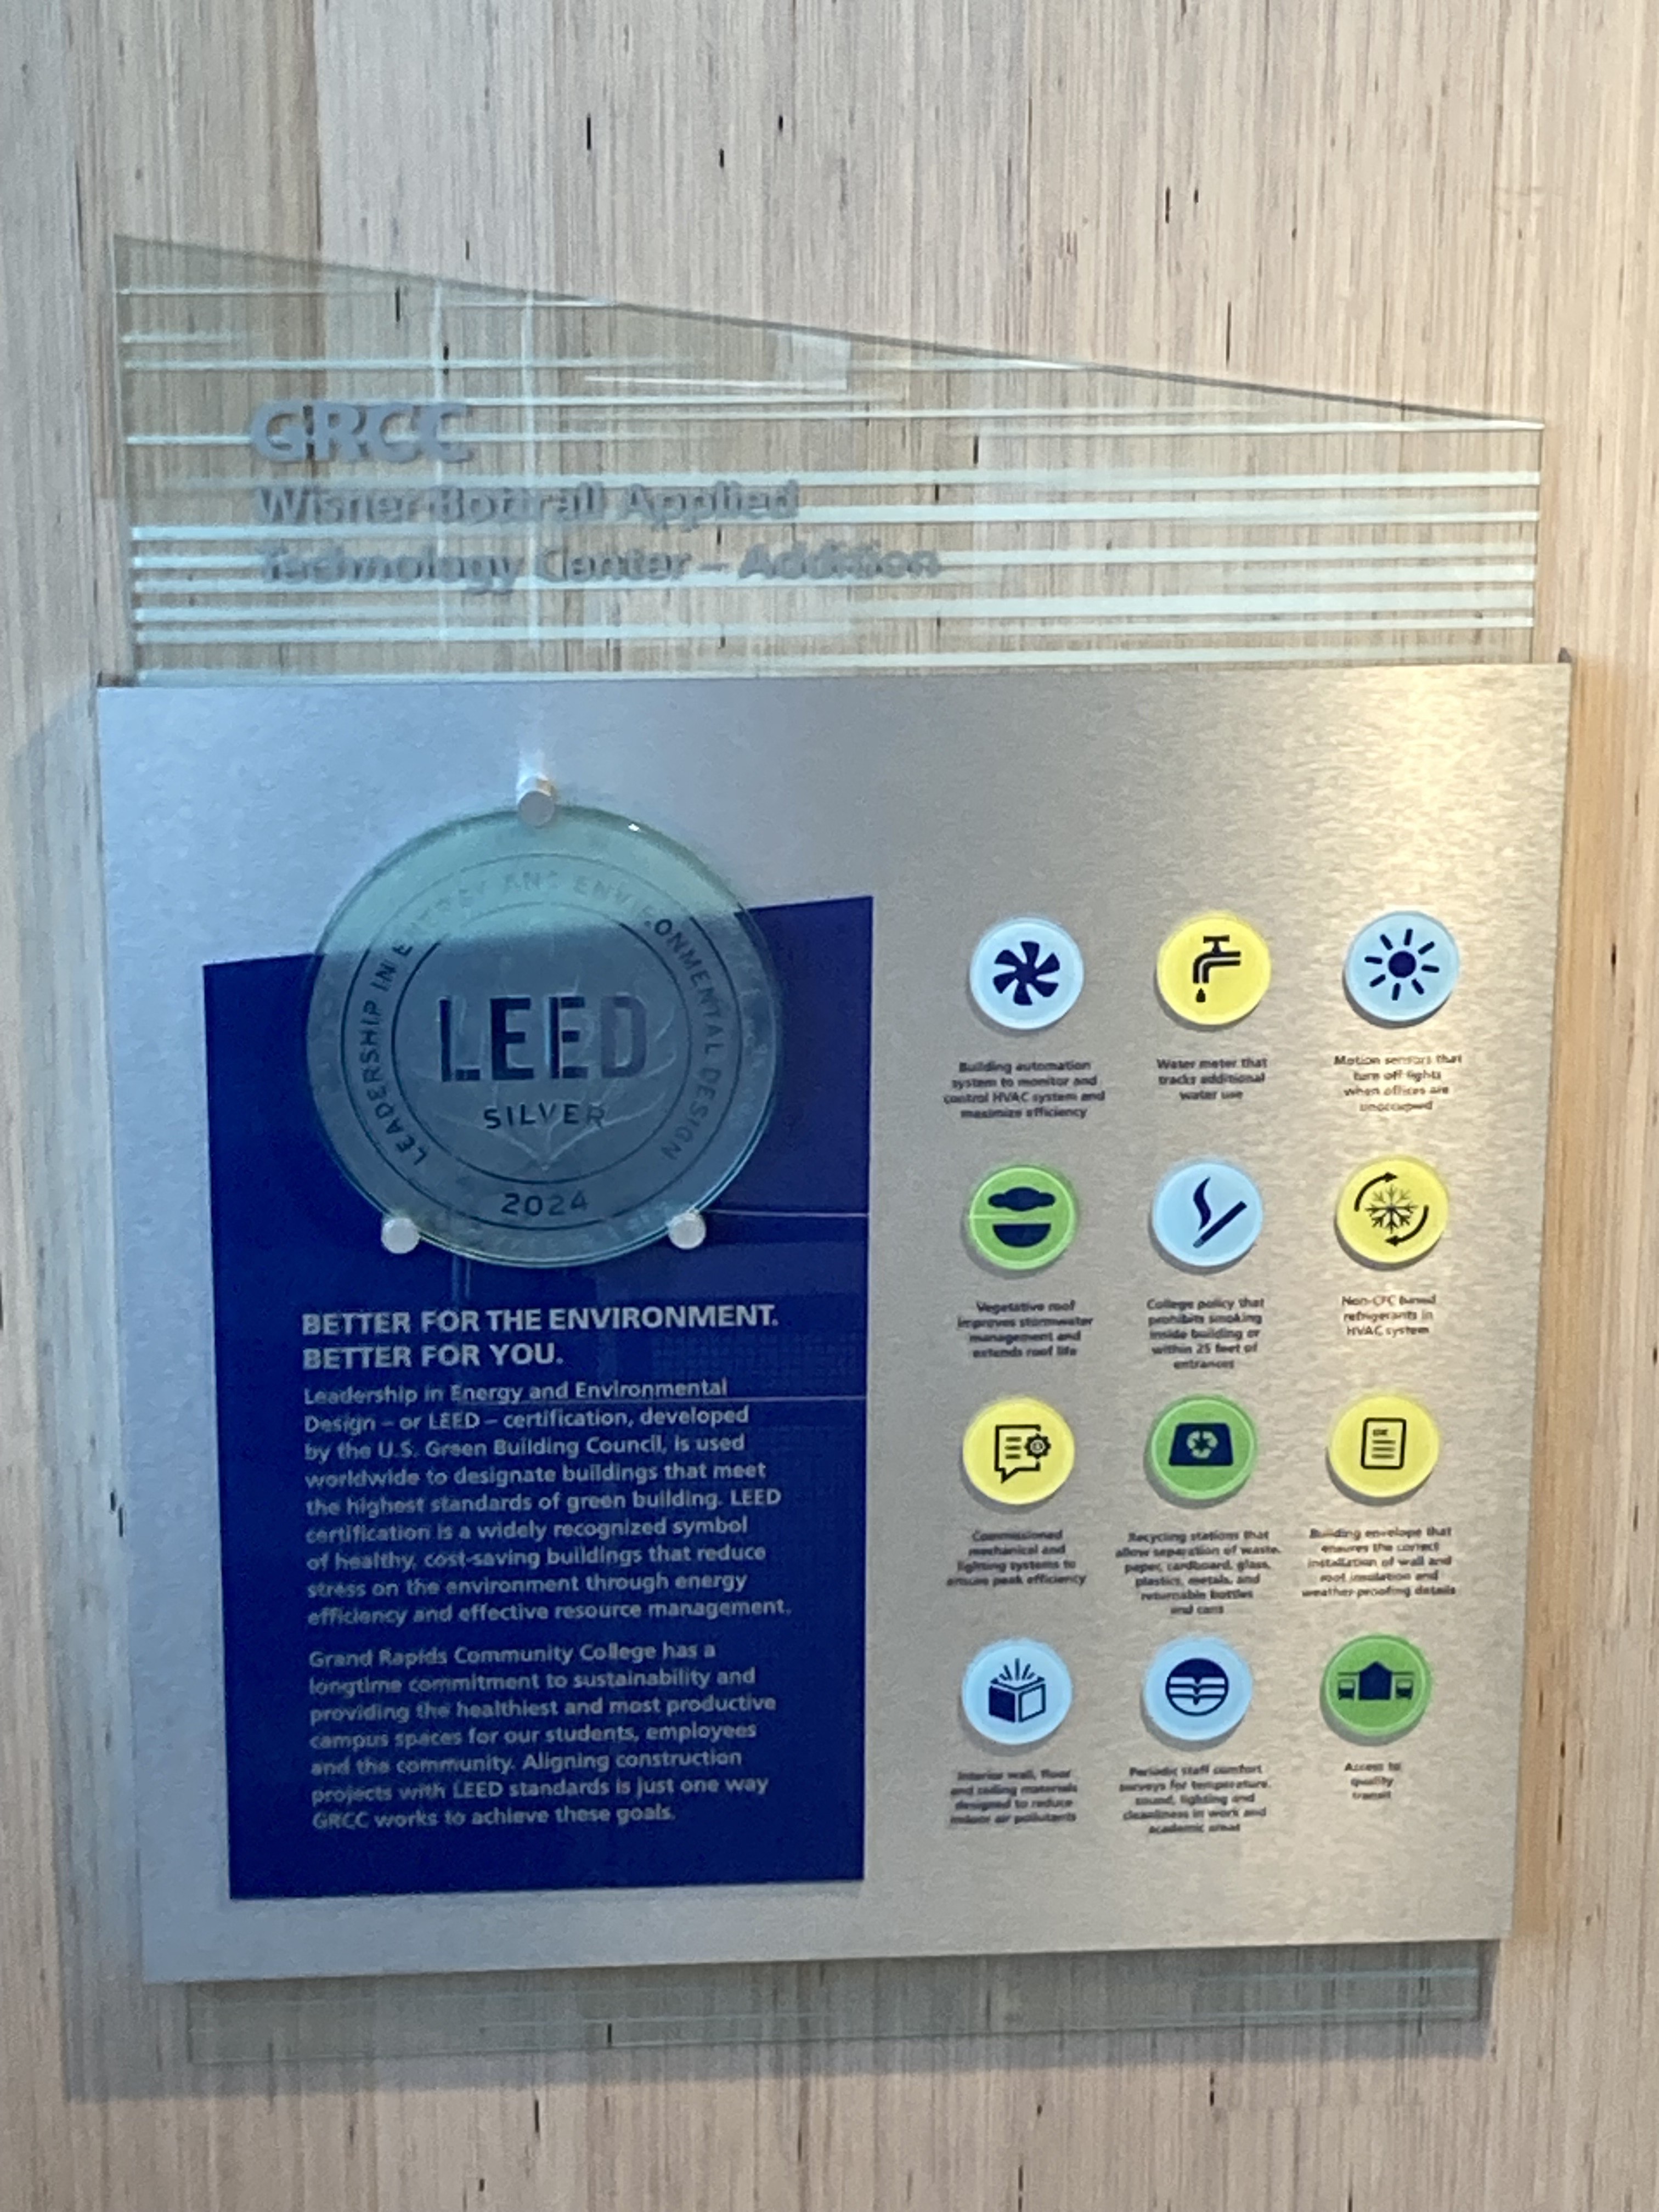 GRCC
Wisner-Bottrall Applied
Technology Center – Addition
LEADERSHIP IN ENERGY AND ENVIRONMENTAL DESIGN
LEED
SILVER
2024
BETTER FOR THE ENVIRONMENT.
BETTER FOR YOU.
Leadership in Energy and Environmental
Design – or LEED – certification, developed
by the U.S. Green Building Council, is used
worldwide to designate buildings that meet
the highest standards of green building. LEED
certification is a widely recognized symbol
of healthy, cost-saving buildings that reduce
stress on the environment through energy
efficiency and effective resource management.
Grand Rapids Community College has a
longtime commitment to sustainability and
providing the healthiest and most productive
campus spaces for our students, employees
and the community. Aligning construction
projects with LEED standards is just one way
GRCC works to achieve these goals.
Building automation
system to monitor and
control HVAC system and
maximize efficiency
Water meter that
tracks additional
water use
Motion sensors that
turn off lights
when offices are
unoccupied
Vegetative roof
improves stormwater
management and
extends roof life
College policy that
prohibits smoking
inside building or
within 25 feet of
entrances
Non-CFC based
refrigerants in
HVAC system
Commissioned
mechanical and
lighting systems to
ensure peak efficiency
Recycling stations that
allow separation of waste,
paper, cardboard, glass,
plastics, metals, and
returnable bottles
and cans
Building envelope that
ensures the correct
installation of wall and
roof insulation and
weather-proofing details
Interior wall, floor
and ceiling materials
designed to reduce
indoor air pollutants
Periodic staff comfort
surveys for temperature,
sound, lighting and
cleanliness in work and
academic areas
Access to
quality
transit